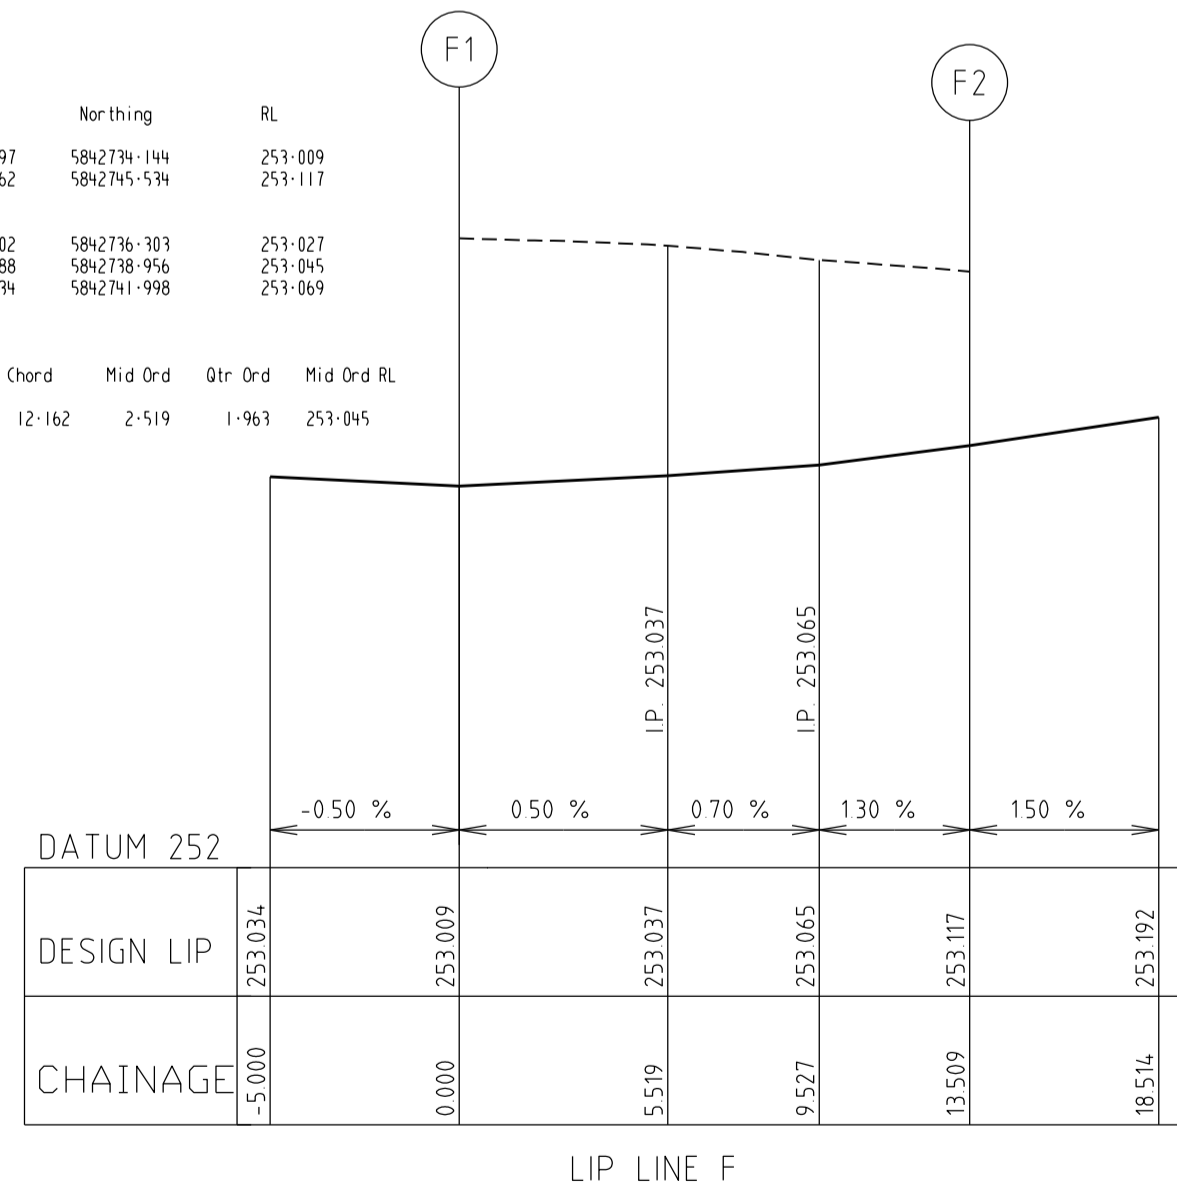 F1
F2
Northing RL
97 5842734·144 253·009
62 5842745·534 253·117
02 5842736·303 253·027
88 5842738·956 253·045
34 5842741·998 253·069
Chord Mid Ord Qtr Ord Mid Ord RL
12·162 2·519 1·963 253·045
I.P. 253.037
I.P. 253.065
-0.50 % 0.50 % 0.70 % 1.30 % 1.50 %
DATUM 252
DESIGN LIP 253.034 253.009 253.037 253.065 253.117 253.192
CHAINAGE -5.000 0.000 5.519 9.527 13.509 18.514
LIP LINE F